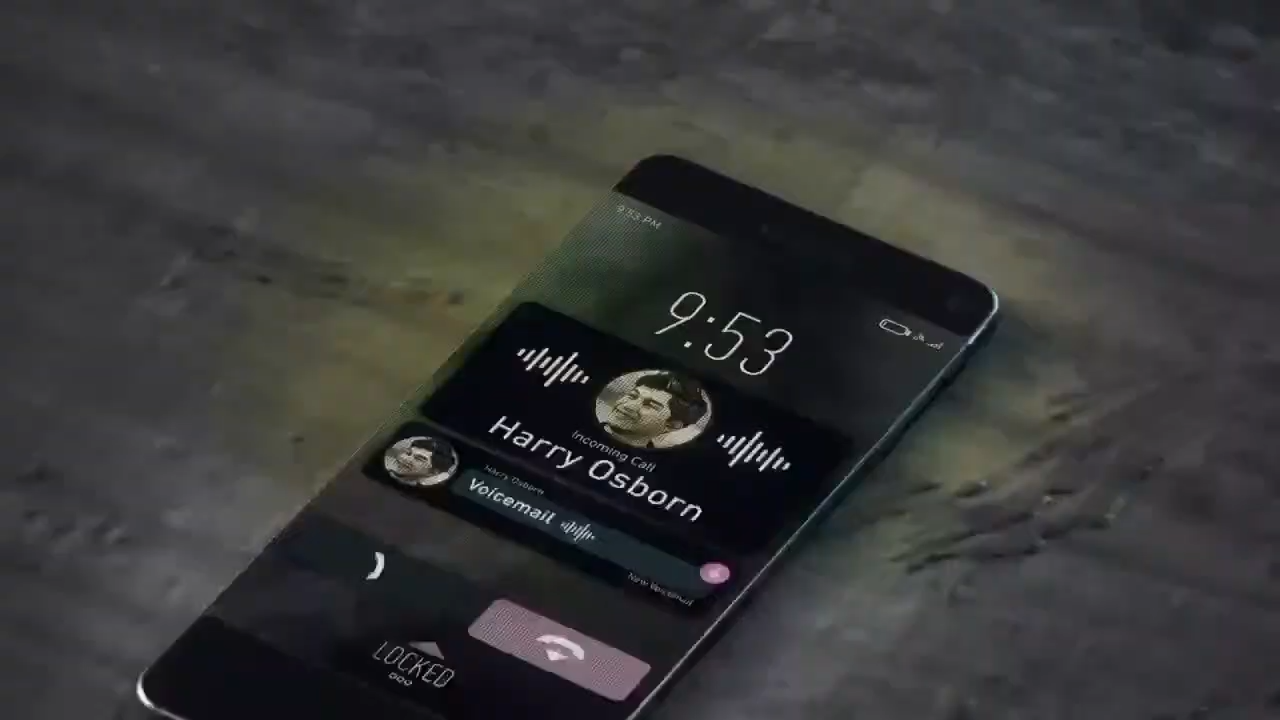 9:53 PM
9:53
Incoming Call
Harry Osborn
Harry Osborn
Voicemail
New Voicemail
LOCKED